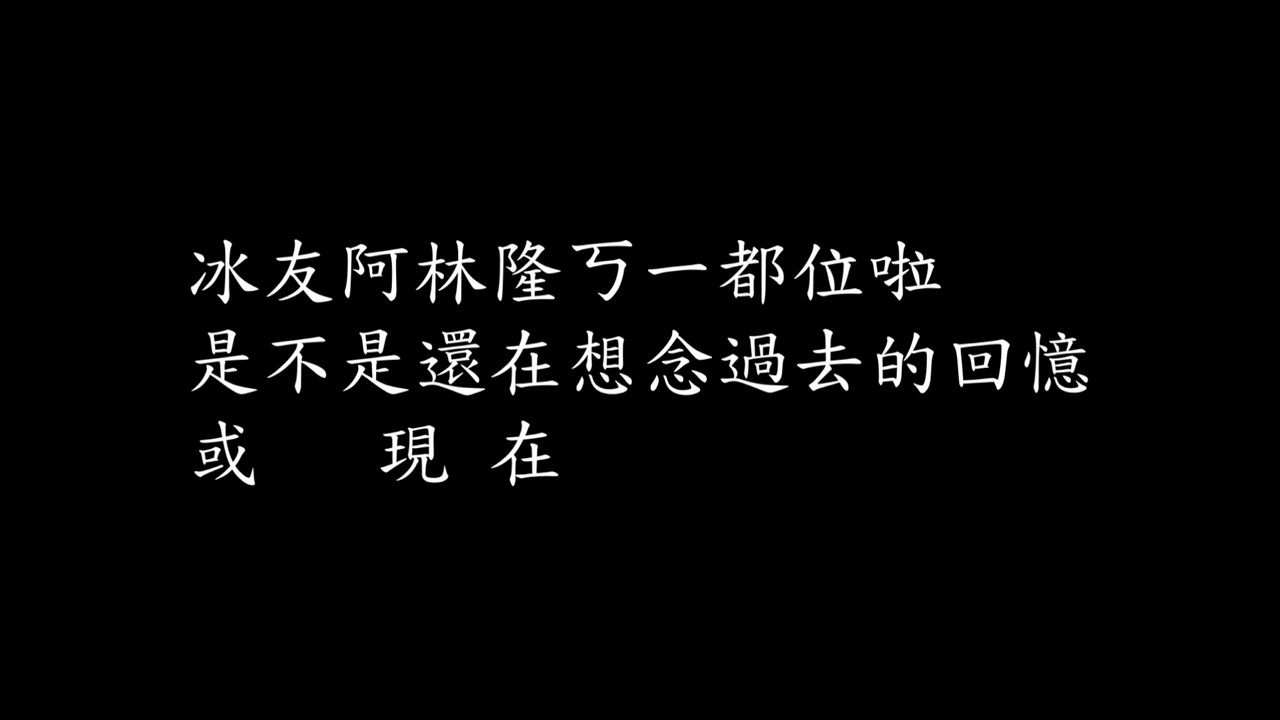 冰友阿林隆ㄎ一都位啦
是不是還在想念過去的回憶
或 現 在